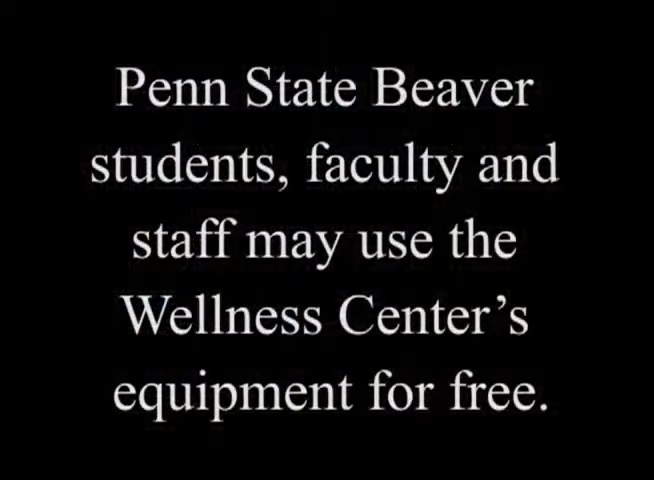 Penn State Beaver
students, faculty and
staff may use the
Wellness Center’s
equipment for free.